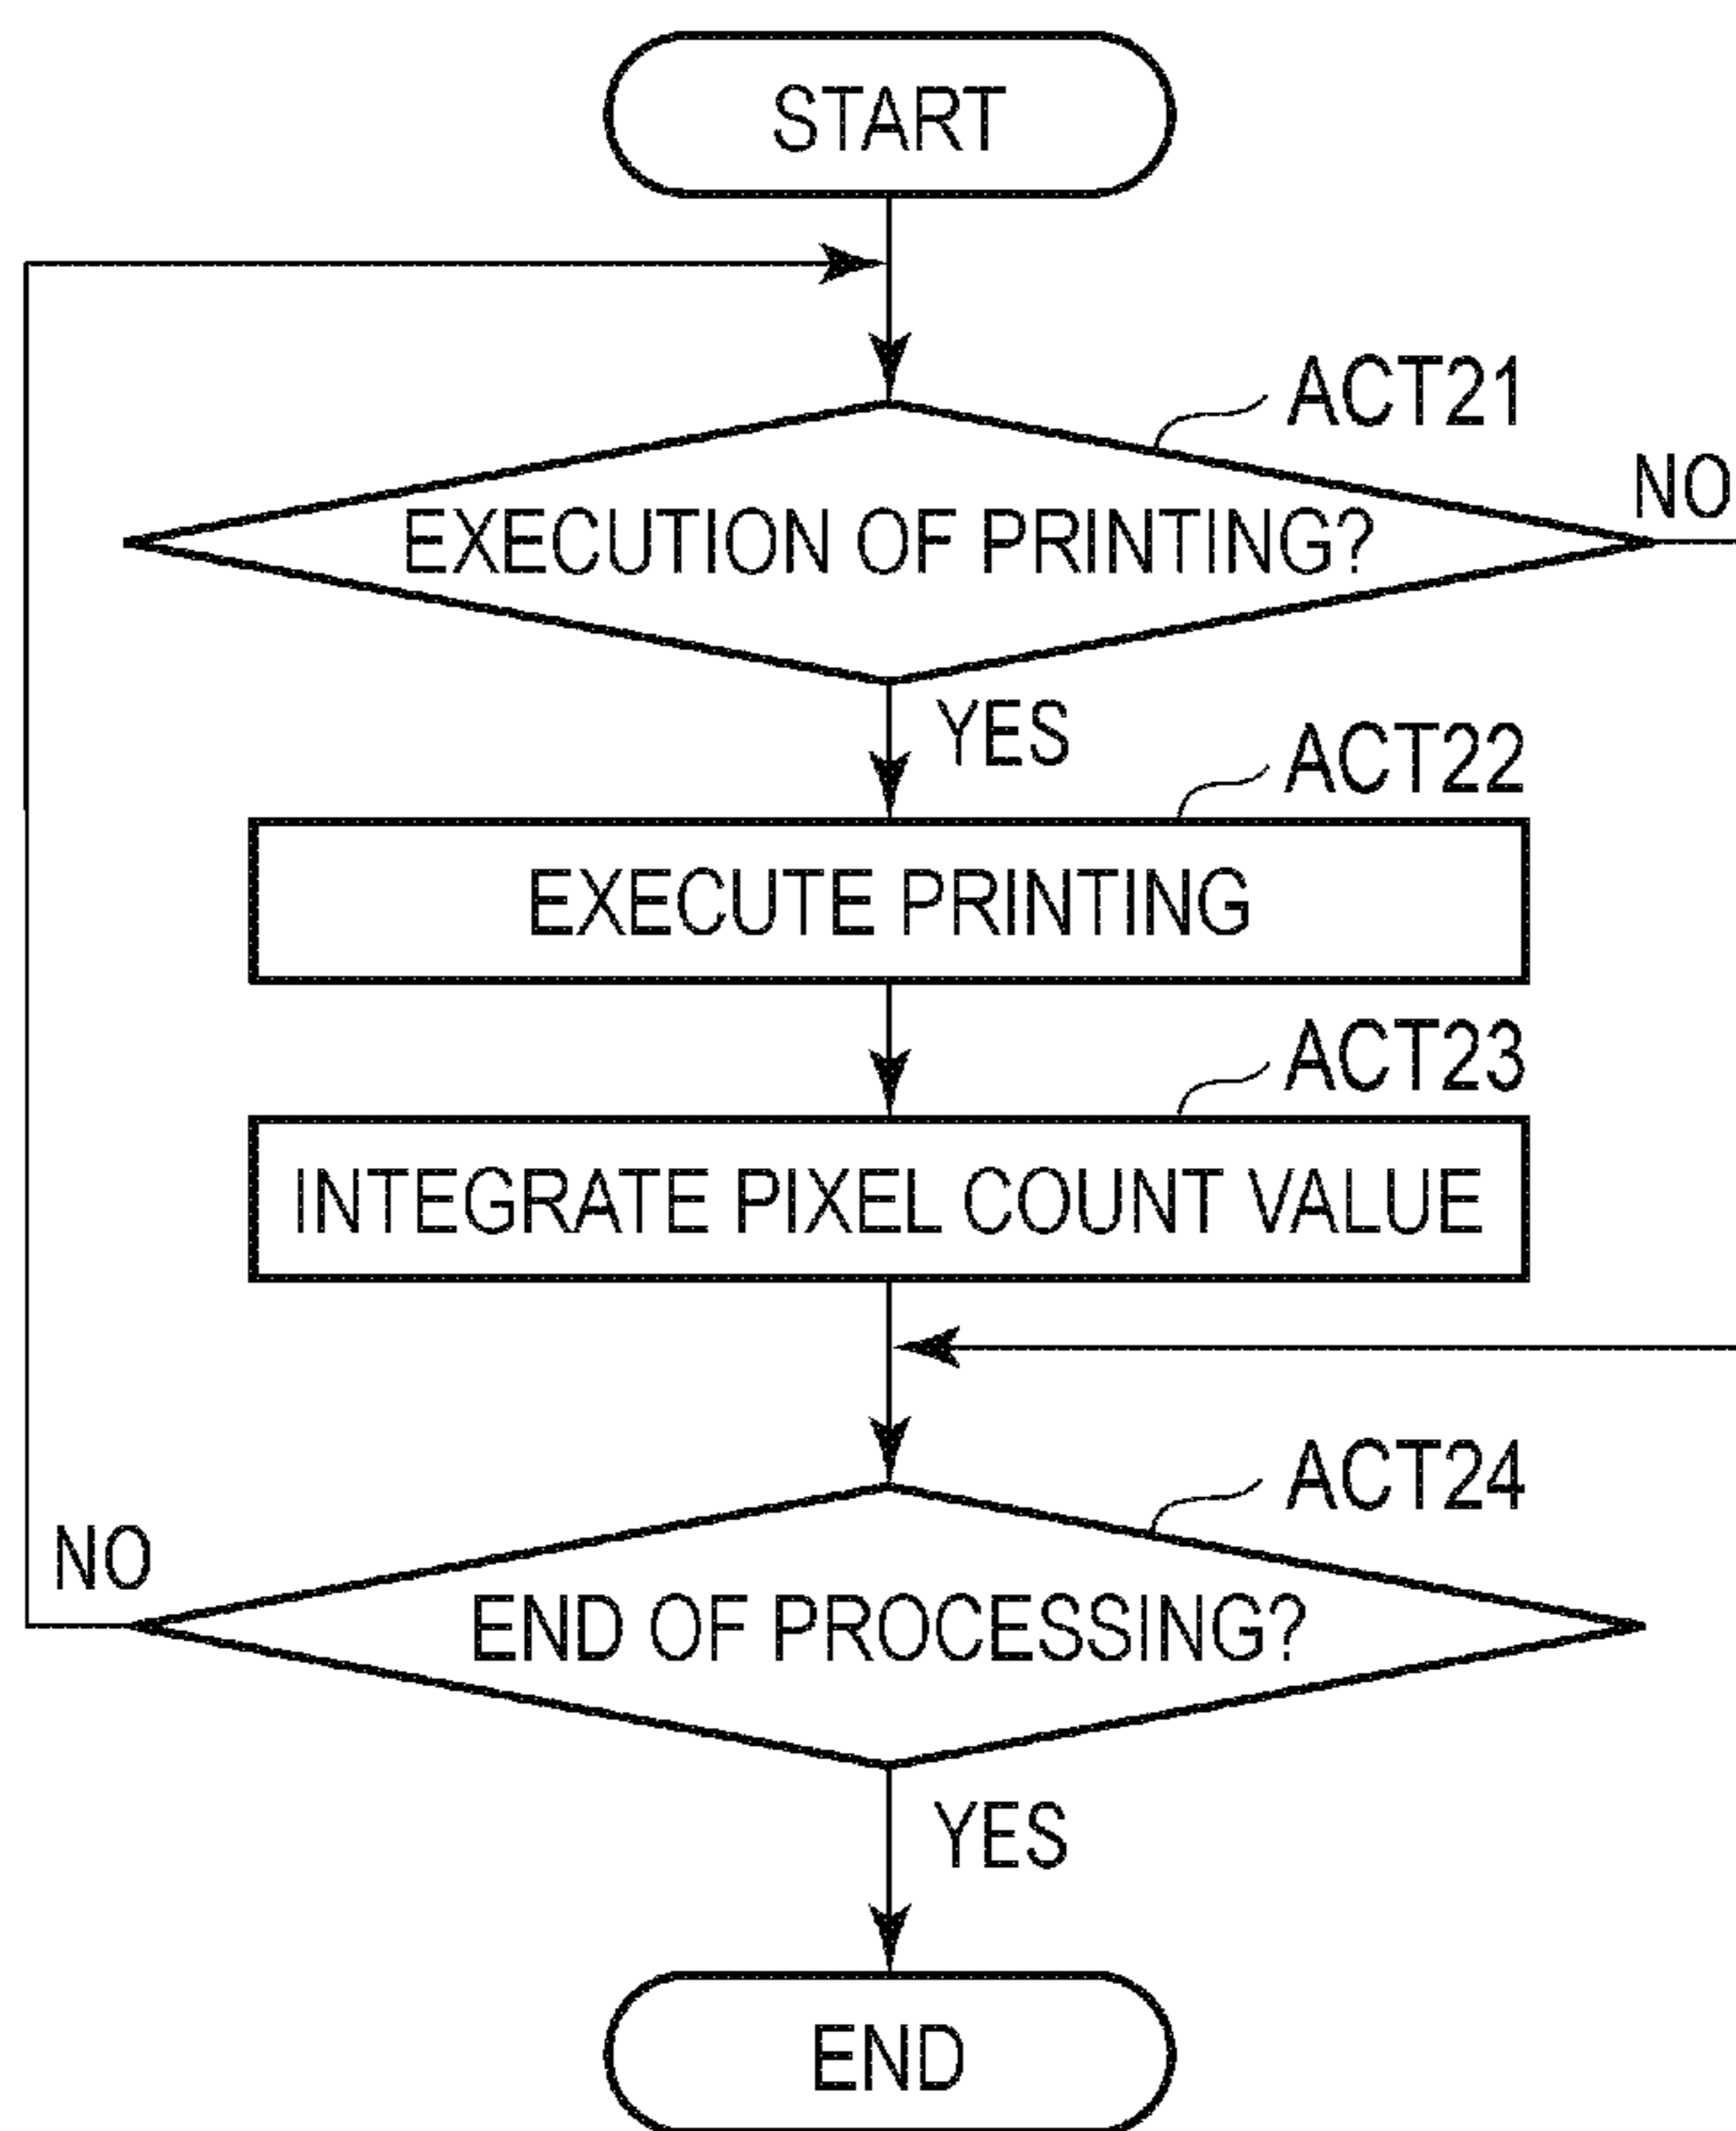 START
ACT21
NO
EXECUTION OF PRINTING?
YES
ACT22
EXECUTE PRINTING
ACT23
INTEGRATE PIXEL COUNT VALUE
ACT24
NO
END OF PROCESSING?
YES
END